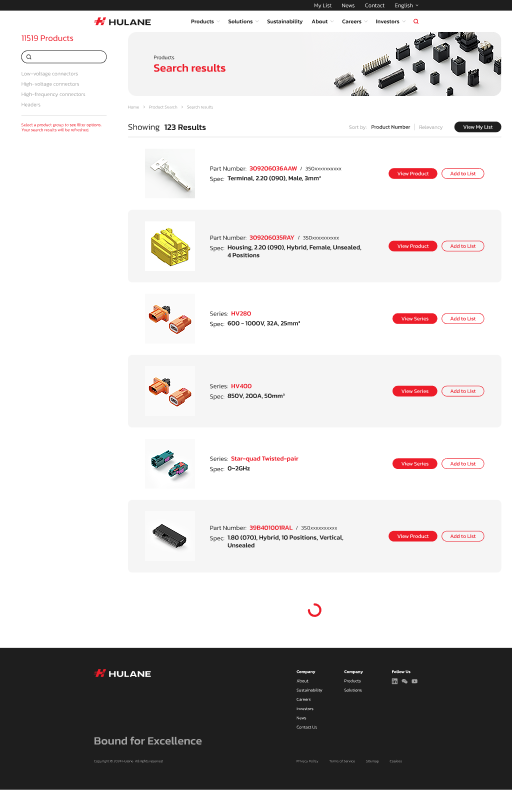 My List News Contact English
HULANE
Products Solutions Sustainability About Careers Investors
11519 Products
Low-voltage connectors
High-voltage connectors
High-frequency connectors
Headers
Select a product group to see filter options.
Your search results will be refreshed.
Products
Search results
Home > Product Search > Search Results
Showing 123 Results
Sort by: Product Number | Relevancy
View My List
Part Number: 309206036AAW / 350xxxxxxxxxx
Spec: Terminal, 2.20 (090), Male, 3mm²
View Product
Add to List
Part Number: 309206035RAY / 350xxxxxxxxxx
Spec: Housing, 2.20 (090), Hybrid, Female, Unsealed,
4 Positions
View Product
Add to List
Series: HV280
Spec: 600 - 1000V, 32A, 25mm²
View Series
Add to List
Series: HV400
Spec: 850V, 200A, 50mm²
View Series
Add to List
Series: Star-quad Twisted-pair
Spec: 0~2GHz
View Series
Add to List
Part Number: 39B401001RAL / 350xxxxxxxxxx
Spec: 1.80 (070), Hybrid, 10 Positions, Vertical,
Unsealed
View Product
Add to List
HULANE
Bound for Excellence
Company
About
Sustainability
Careers
Investors
News
Contact Us
Company
Products
Solutions
Follow Us
Privacy Policy Terms of Service Sitemap Cookies